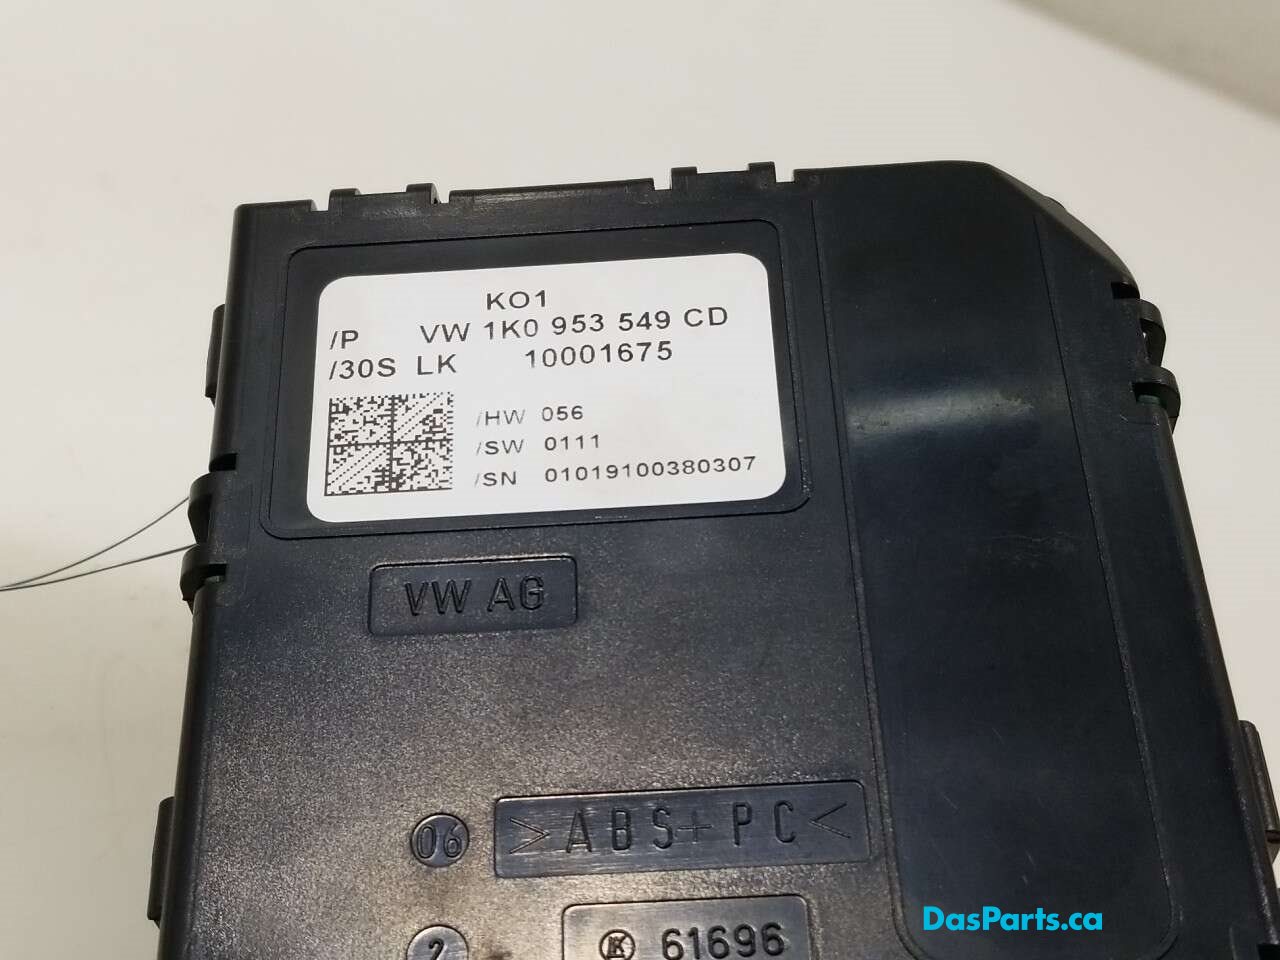 KO1
/P VW 1K0 953 549 CD
/30S LK 10001675
/HW 056
/SW 0111
/SN 01019100380307
VW AG
06 >ABS+PC<
2 LK 61696
DasParts.ca